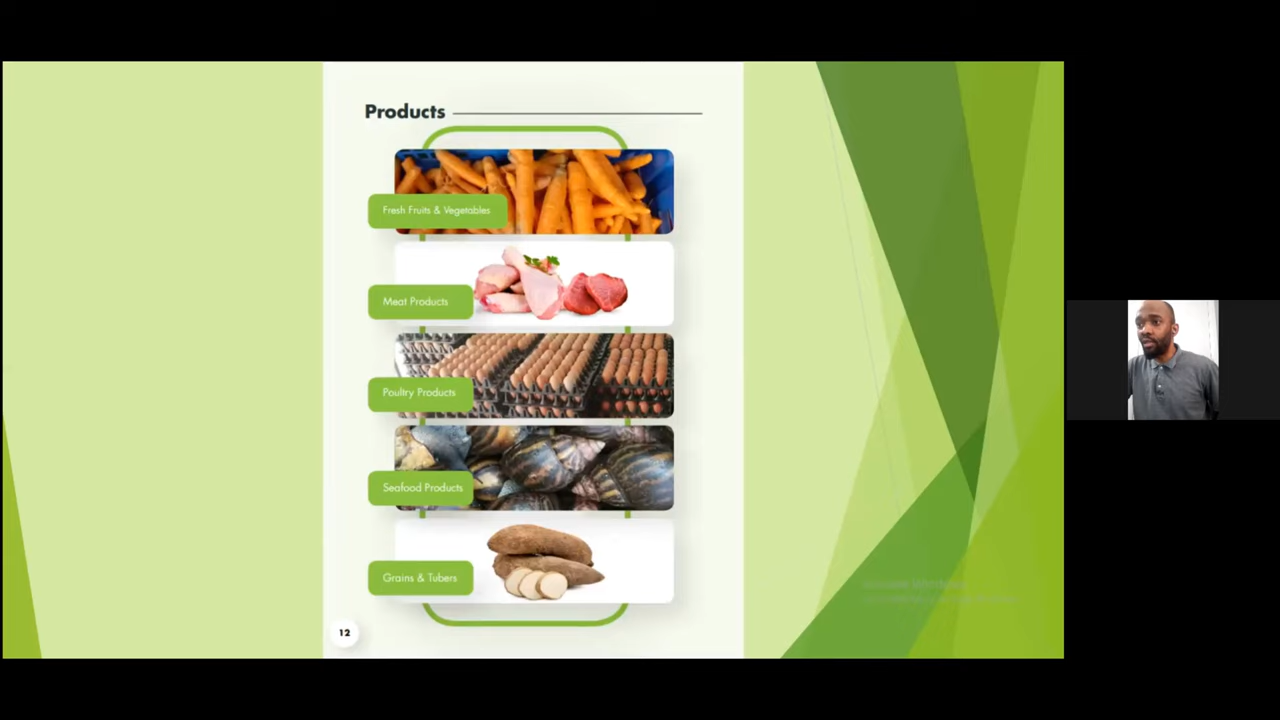 Products
Fresh Fruits & Vegetables
Meat Products
Poultry Products
Seafood Products
Grains & Tubers
12